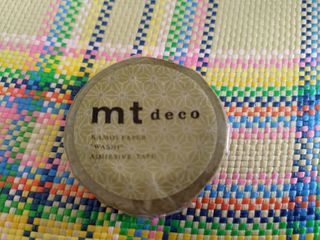 mt deco
KAMOI PAPER
"WASHI"
ADHESIVE TAPE